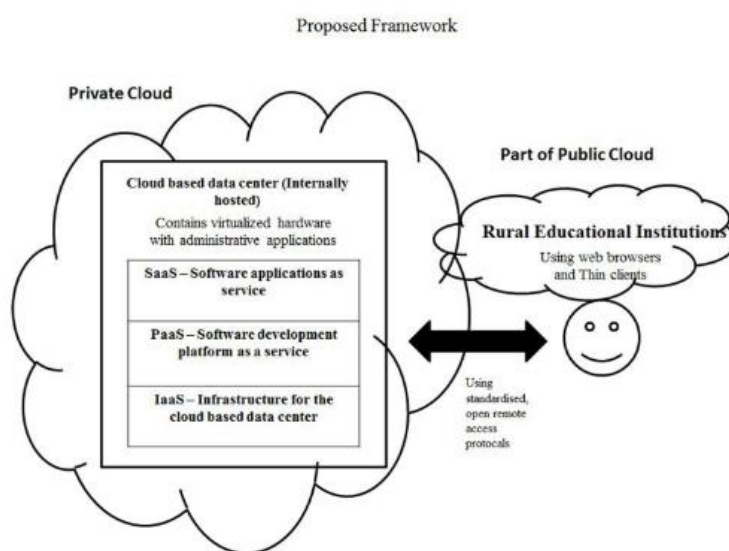 Proposed Framework
Private Cloud
Cloud based data center (Internally
hosted)
Contains virtualized hardware
with administrative applications
SaaS – Software applications as
service
PaaS – Software development
platform as a service
IaaS – Infrastructure for the
cloud based data center
Part of Public Cloud
Rural Educational Institutions
Using web browsers
and Thin clients
Using
standardised,
open remote
access
protocals